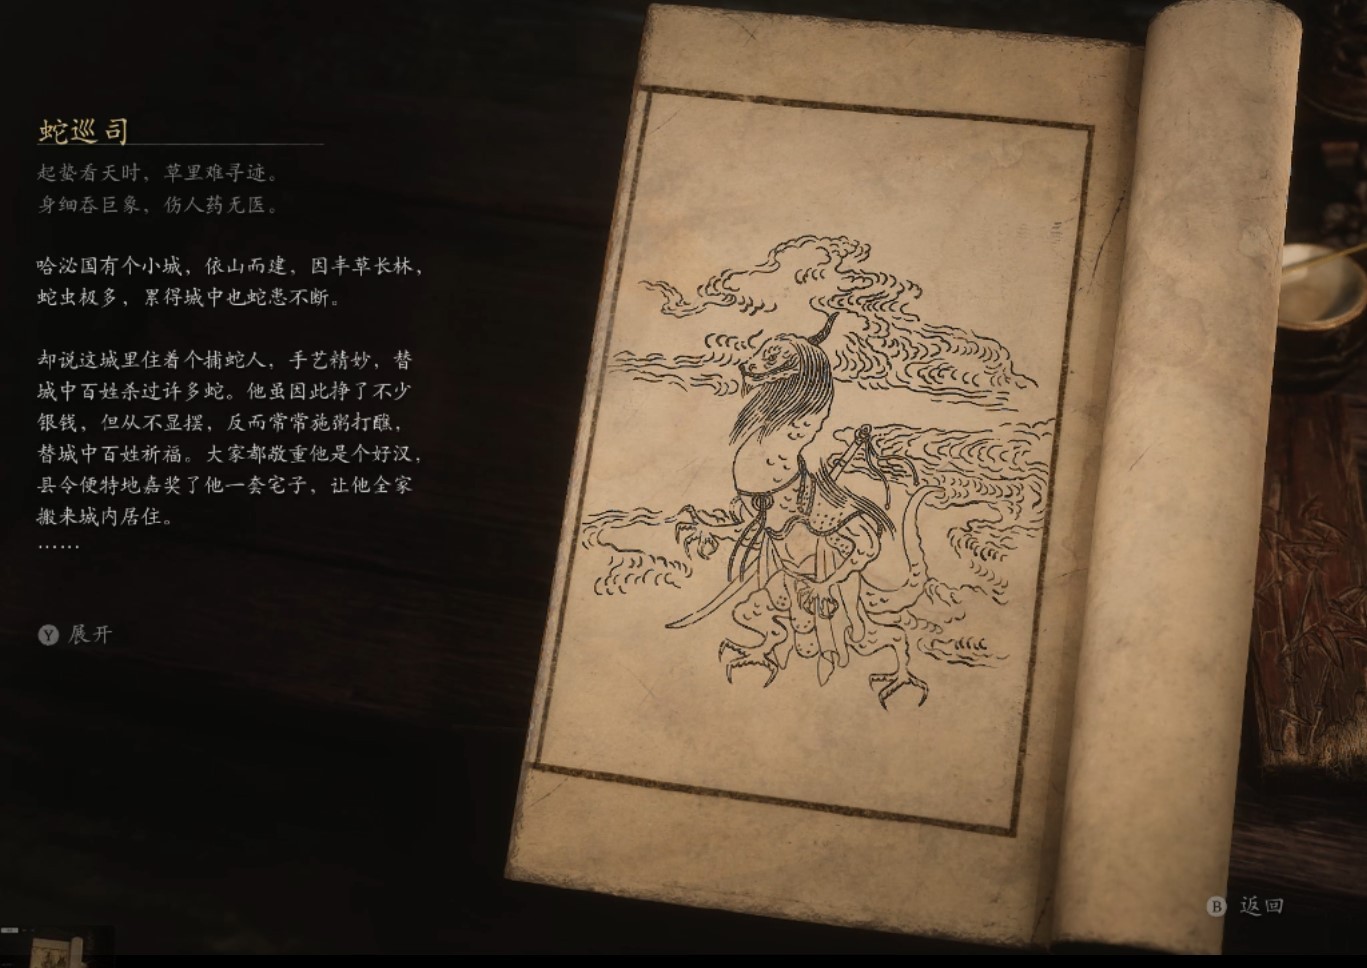 蛇巡司
起蛰看天时，草里难寻迹。
身细吞巨象，伤人药无医。
哈泌国有个小城，依山而建，因丰草长林，
蛇虫极多，累得城中也蛇患不断。
却说这城里住着个捕蛇人，手艺精妙，替
城中百姓杀过许多蛇。他虽因此挣了不少
银钱，但从不显摆，反而常常施粥打醮，
替城中百姓祈福。大家都敬重他是个好汉，
县令便特地嘉奖了他一套宅子，让他全家
搬来城内居住。
……
Y 展开
B 返回